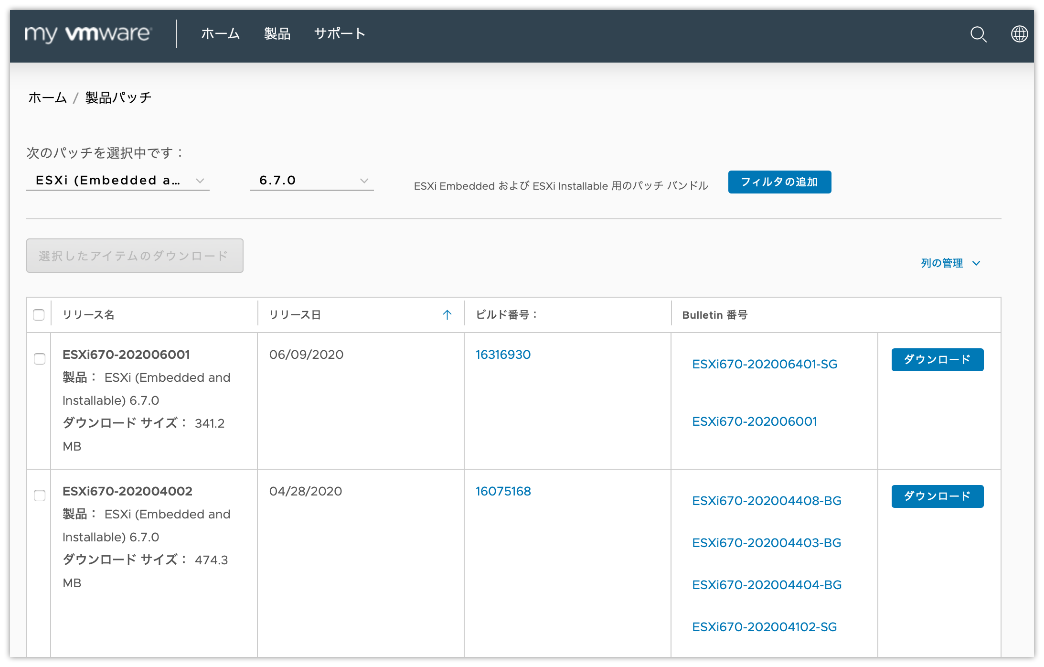 my vmware ホーム 製品 サポート
ホーム / 製品パッチ
次のパッチを選択中です：
ESXi (Embedded a... 6.7.0 ESXi Embedded および ESXi Installable 用のパッチ バンドル フィルタの追加
選択したアイテムのダウンロード
列の管理
リリース名 リリース日 ビルド番号： Bulletin 番号
ESXi670-202006001 06/09/2020 16316930 ESXi670-202006401-SG ダウンロード
製品： ESXi (Embedded and
Installable) 6.7.0
ダウンロード サイズ： 341.2 ESXi670-202006001
MB
ESXi670-202004002 04/28/2020 16075168 ESXi670-202004408-BG ダウンロード
製品： ESXi (Embedded and
Installable) 6.7.0 ESXi670-202004403-BG
ダウンロード サイズ： 474.3
MB ESXi670-202004404-BG
ESXi670-202004102-SG